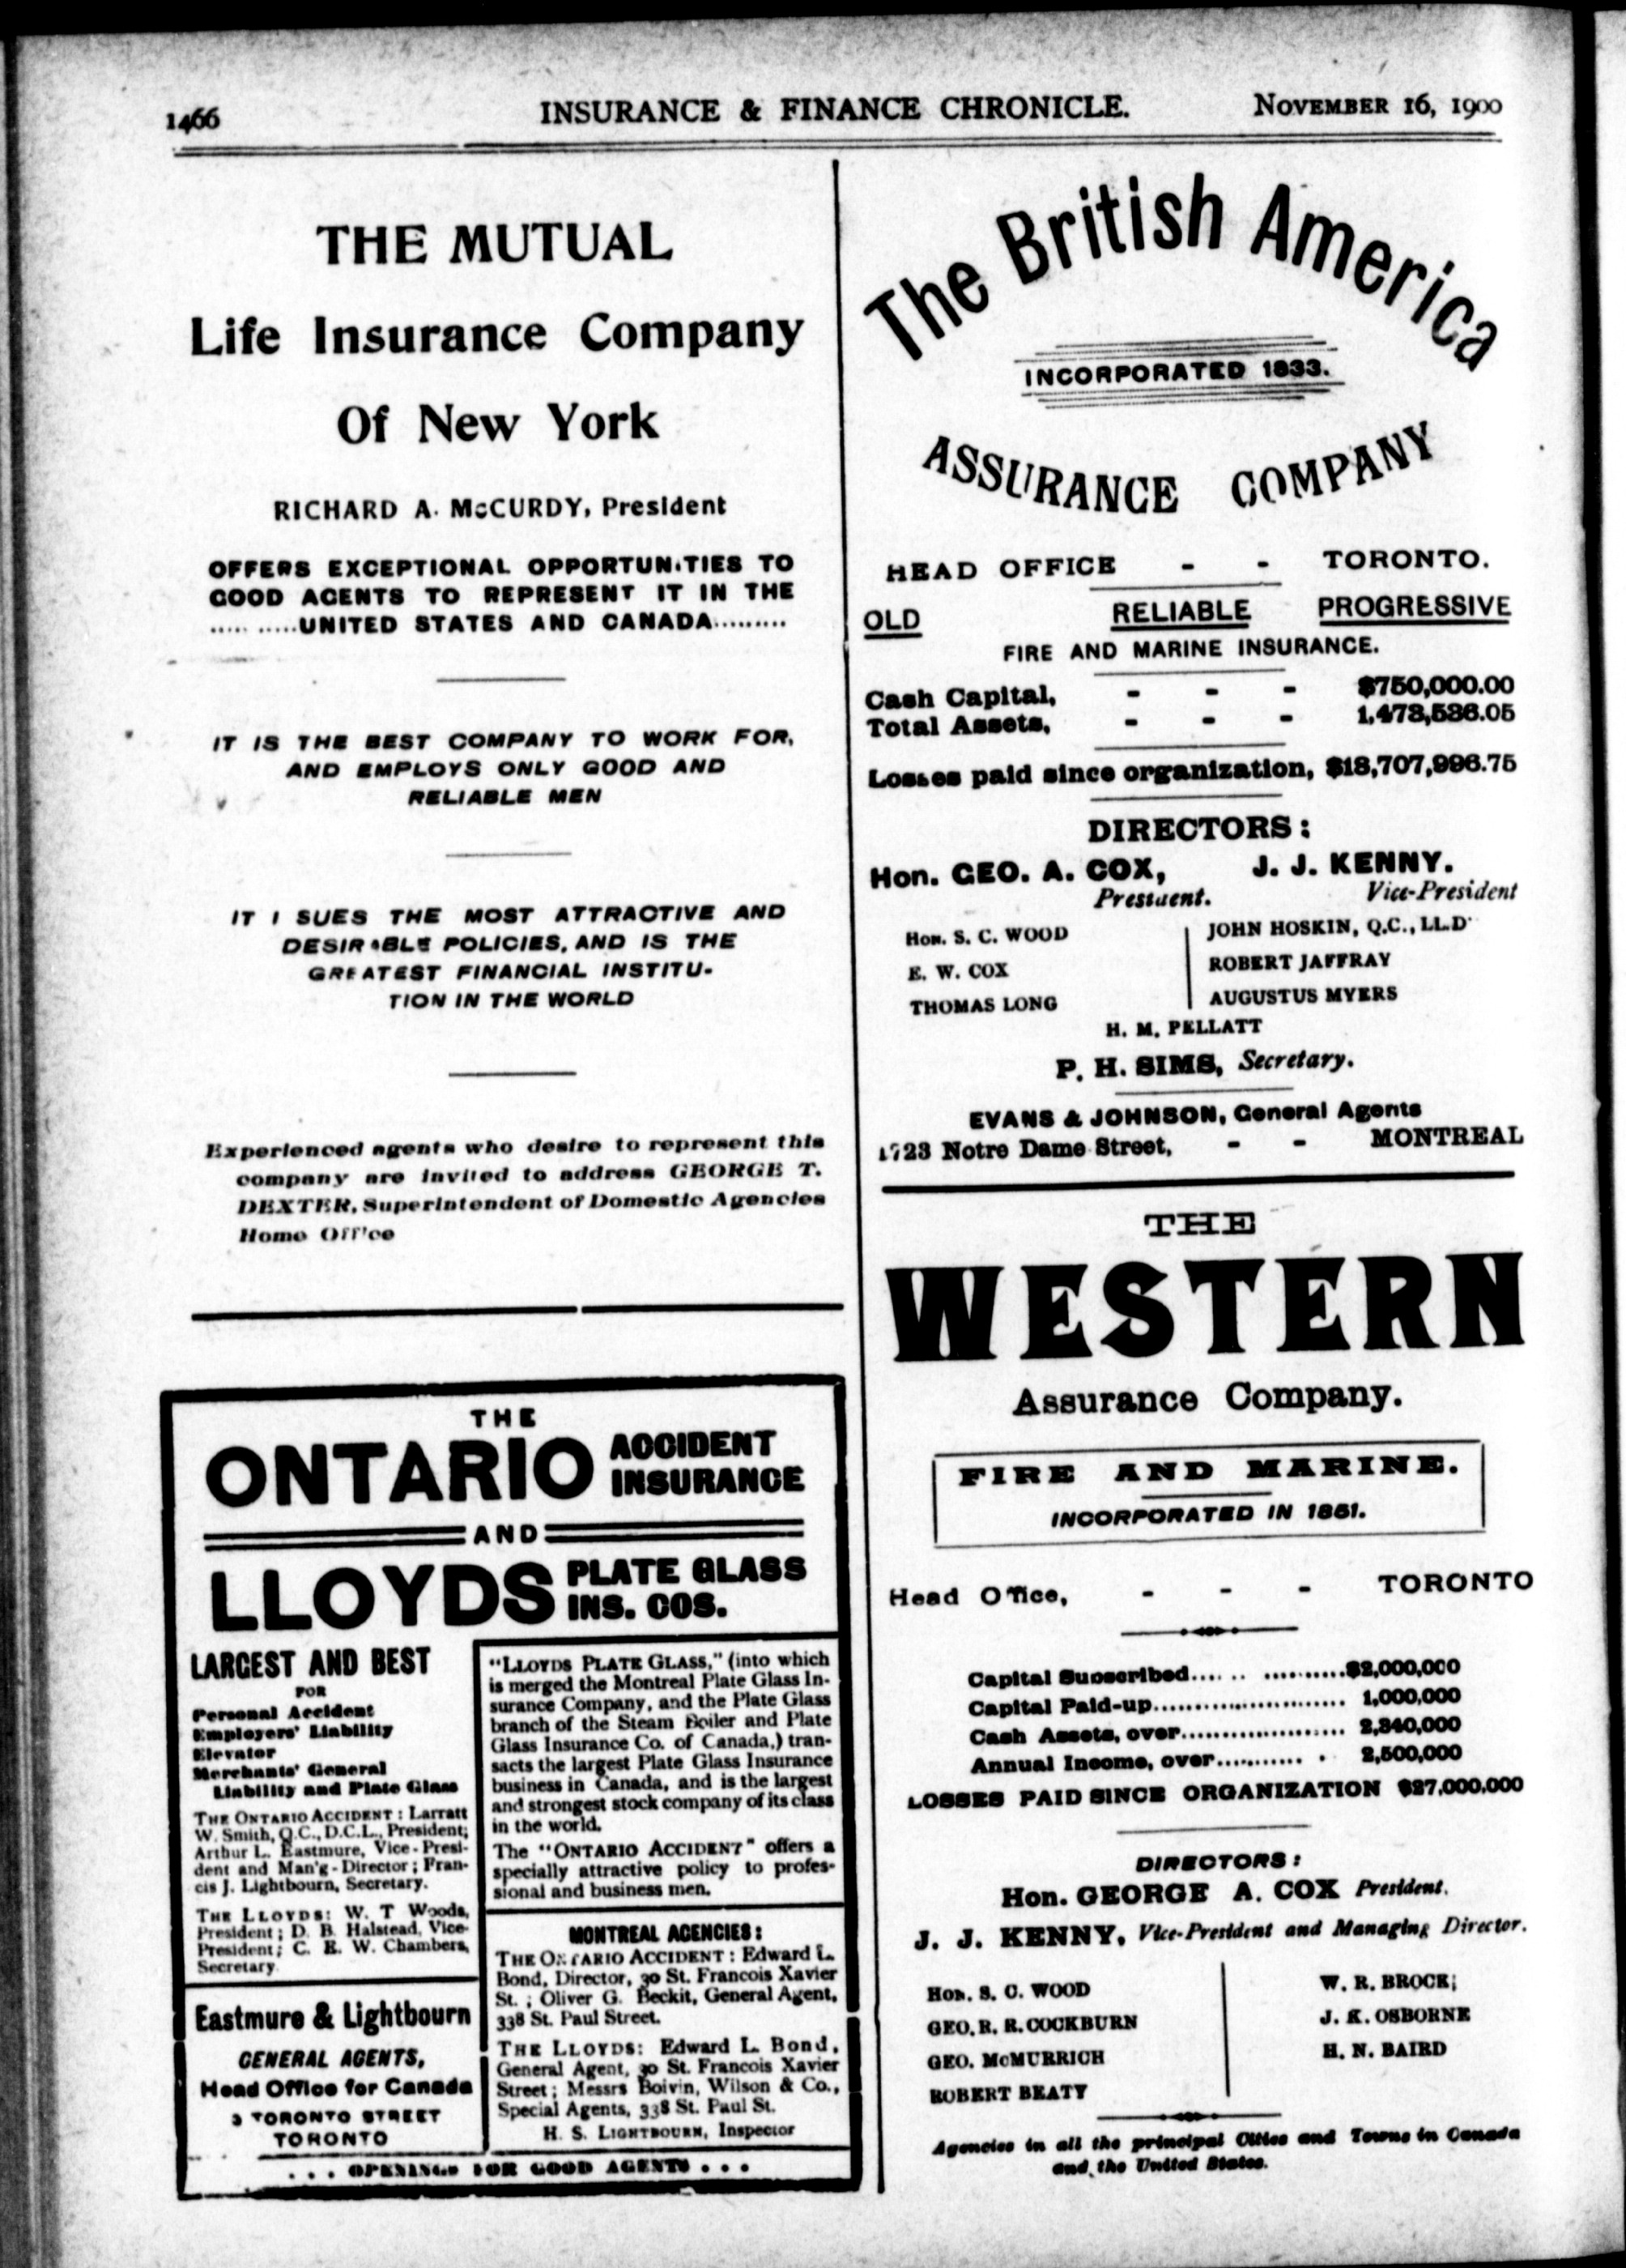 1466 INSURANCE & FINANCE CHRONICLE. NOVEMBER 16, 1900
THE MUTUAL
Life Insurance Company
Of New York
RICHARD A. McCURDY, President
OFFERS EXCEPTIONAL OPPORTUNITIES TO
GOOD AGENTS TO REPRESENT IT IN THE
..... .....UNITED STATES AND CANADA.........
IT IS THE BEST COMPANY TO WORK FOR,
AND EMPLOYS ONLY GOOD AND
RELIABLE MEN
IT I SUES THE MOST ATTRACTIVE AND
DESIRABLE POLICIES, AND IS THE
GREATEST FINANCIAL INSTITU-
TION IN THE WORLD
Experienced agents who desire to represent this
company are invited to address GEORGE T.
DEXTER, Superintendent of Domestic Agencies
Home Office
THE
ONTARIO ACCIDENT
INSURANCE
AND
LLOYDS PLATE GLASS
INS. COS.
LARGEST AND BEST
FOR
Personal Accident
Employers' Liability
Elevator
Merchants' General
Liability and Plate Glass
THE ONTARIO ACCIDENT : Larratt
W. Smith, Q.C., D.C.L., President;
Arthur L. Eastmure, Vice-Presi-
dent and Man'g-Director ; Fran-
cis J. Lightbourn, Secretary.
THE LLOYDS: W. T Woods,
President ; D. B. Halstead, Vice-
President; C. E. W. Chambers,
Secretary
Eastmure & Lightbourn
GENERAL AGENTS,
Head Office for Canada
3 TORONTO STREET
TORONTO
"LLOYDS PLATE GLASS," (into which
is merged the Montreal Plate Glass In-
surance Company, and the Plate Glass
branch of the Steam Boiler and Plate
Glass Insurance Co. of Canada,) tran-
sacts the largest Plate Glass Insurance
business in Canada, and is the largest
and strongest stock company of its class
in the world.
The "ONTARIO ACCIDENT" offers a
specially attractive policy to profes-
sional and business men.
MONTREAL AGENCIES:
THE ONTARIO ACCIDENT : Edward L.
Bond, Director, 30 St. Francois Xavier
St. ; Oliver G. Beckit, General Agent,
338 St. Paul Street.
THE LLOYDS: Edward L. Bond,
General Agent, 30 St. Francois Xavier
Street ; Messrs Boivin, Wilson & Co.,
Special Agents, 338 St. Paul St.
H. S. LIGHTBOURN, Inspector
. . . OPENINGS FOR GOOD AGENTS . . .
The British America
INCORPORATED 1833.
ASSURANCE COMPANY
HEAD OFFICE - - TORONTO.
OLD RELIABLE PROGRESSIVE
FIRE AND MARINE INSURANCE.
Cash Capital, - - - $750,000.00
Total Assets, - - - 1,473,536.05
Losses paid since organization, $18,707,996.75
DIRECTORS :
Hon. GEO. A. COX, J. J. KENNY.
President. Vice-President
HON. S. C. WOOD JOHN HOSKIN, Q.C., LL.D
E. W. COX ROBERT JAFFRAY
THOMAS LONG AUGUSTUS MYERS
H. M. PELLATT
P. H. SIMS, Secretary.
EVANS & JOHNSON, General Agents
1723 Notre Dame Street, - - MONTREAL
THE
WESTERN
Assurance Company.
FIRE AND MARINE.
INCORPORATED IN 1851.
Head Office, - - - TORONTO
Capital Subscribed...... ..........$2,000,000
Capital Paid-up........................ 1,000,000
Cash Assets, over.................... 2,340,000
Annual Income, over........... . 2,500,000
LOSSES PAID SINCE ORGANIZATION $27,000,000
DIRECTORS :
Hon. GEORGE A. COX President.
J. J. KENNY, Vice-President and Managing Director.
HON. S. C. WOOD W. R. BROCK;
GEO. R. R. COCKBURN J. K. OSBORNE
GEO. McMURRICH H. N. BAIRD
ROBERT BEATY
Agencies in all the principal Cities and Towns in Canada
and the United States.